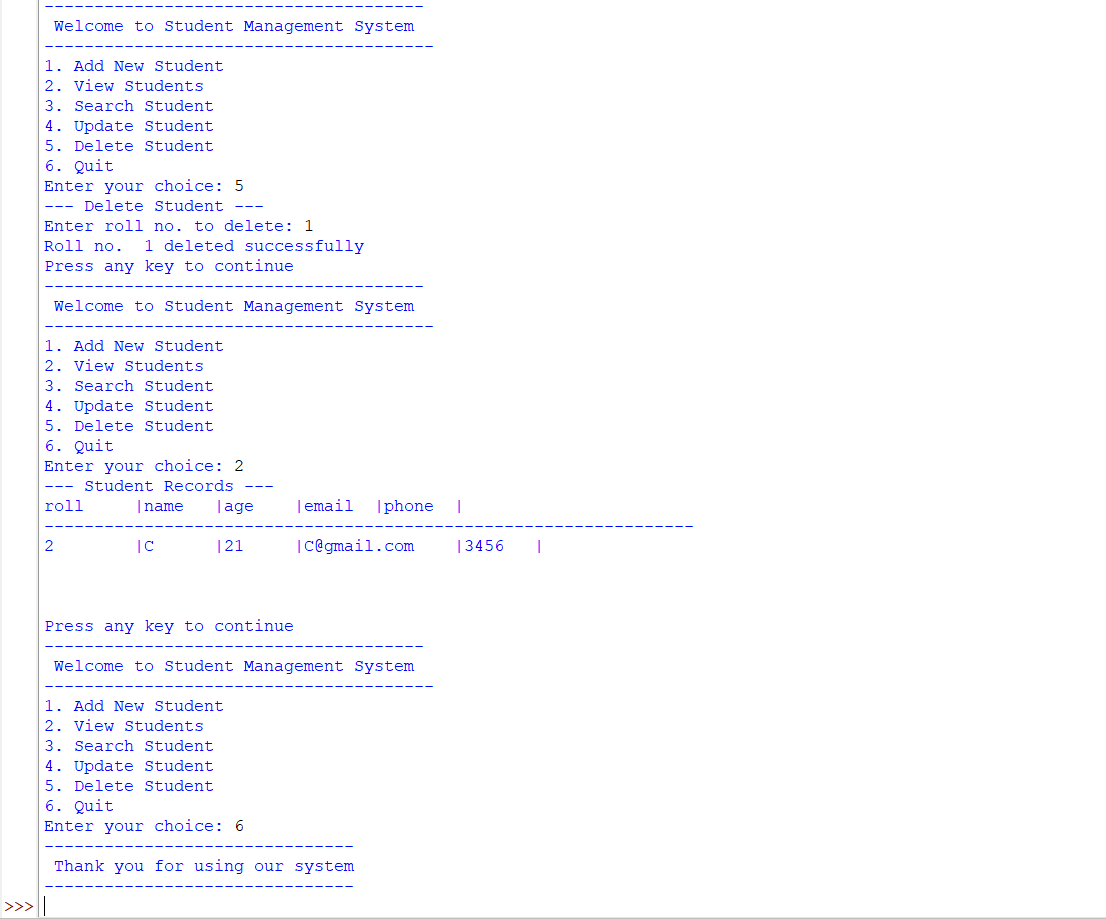 --------------------------------------
 Welcome to Student Management System
---------------------------------------
1. Add New Student
2. View Students
3. Search Student
4. Update Student
5. Delete Student
6. Quit
Enter your choice: 5
--- Delete Student ---
Enter roll no. to delete: 1
Roll no.  1 deleted successfully
Press any key to continue
--------------------------------------
 Welcome to Student Management System
---------------------------------------
1. Add New Student
2. View Students
3. Search Student
4. Update Student
5. Delete Student
6. Quit
Enter your choice: 2
--- Student Records ---
roll     |name   |age    |email  |phone  |
-----------------------------------------------------------------
2        |C      |21     |C@gmail.com    |3456   |
Press any key to continue
--------------------------------------
 Welcome to Student Management System
---------------------------------------
1. Add New Student
2. View Students
3. Search Student
4. Update Student
5. Delete Student
6. Quit
Enter your choice: 6
-------------------------------
 Thank you for using our system
-------------------------------
>>>